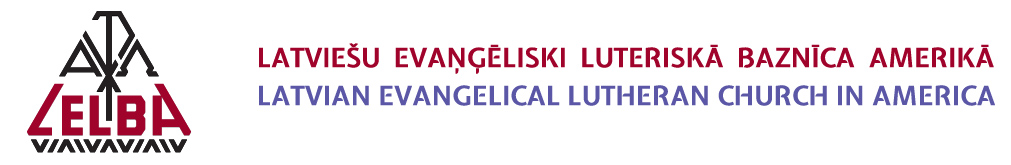 LELBA
LATVIEŠU EVAŅĢĒLISKI LUTERISKĀ BAZNĪCA AMERIKĀ
LATVIAN EVANGELICAL LUTHERAN CHURCH IN AMERICA